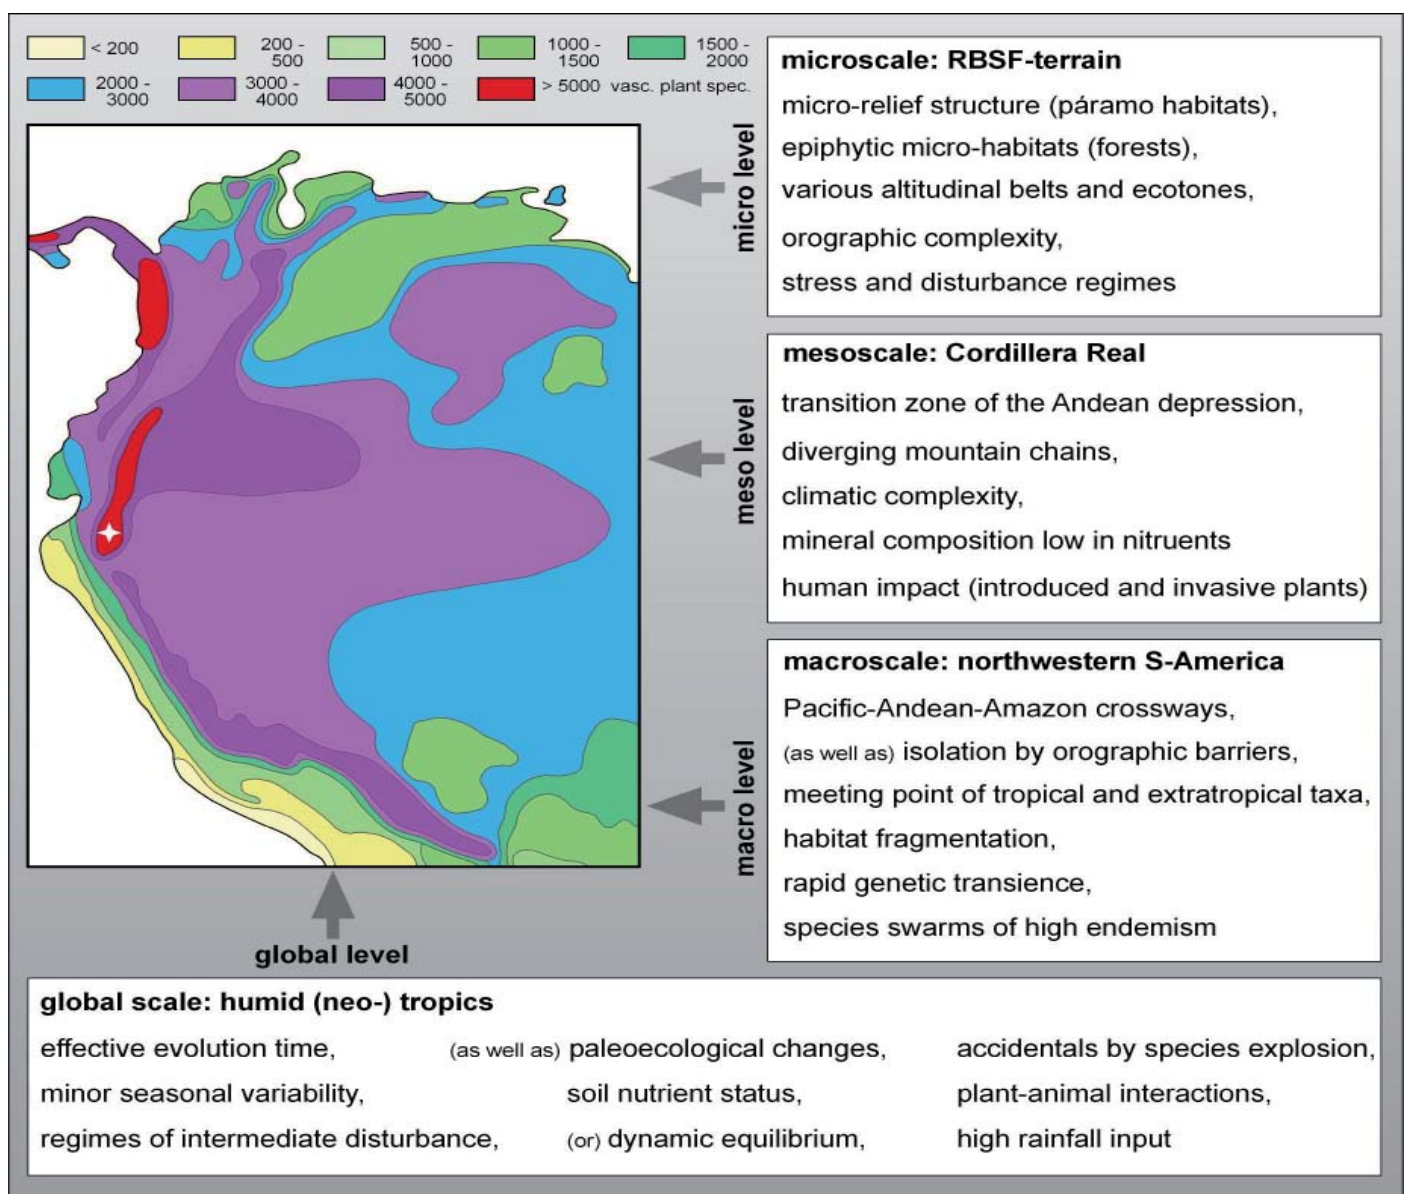 < 200
200 - 500
500 - 1000
1000 - 1500
1500 - 2000
2000 - 3000
3000 - 4000
4000 - 5000
> 5000 vasc. plant spec.
micro level
microscale: RBSF-terrain
micro-relief structure (páramo habitats),
epiphytic micro-habitats (forests),
various altitudinal belts and ecotones,
orographic complexity,
stress and disturbance regimes
meso level
mesoscale: Cordillera Real
transition zone of the Andean depression,
diverging mountain chains,
climatic complexity,
mineral composition low in nitruents
human impact (introduced and invasive plants)
macro level
macroscale: northwestern S-America
Pacific-Andean-Amazon crossways,
(as well as) isolation by orographic barriers,
meeting point of tropical and extratropical taxa,
habitat fragmentation,
rapid genetic transience,
species swarms of high endemism
global level
global scale: humid (neo-) tropics
effective evolution time,
minor seasonal variability,
regimes of intermediate disturbance,
(as well as) paleoecological changes,
soil nutrient status,
(or) dynamic equilibrium,
accidentals by species explosion,
plant-animal interactions,
high rainfall input